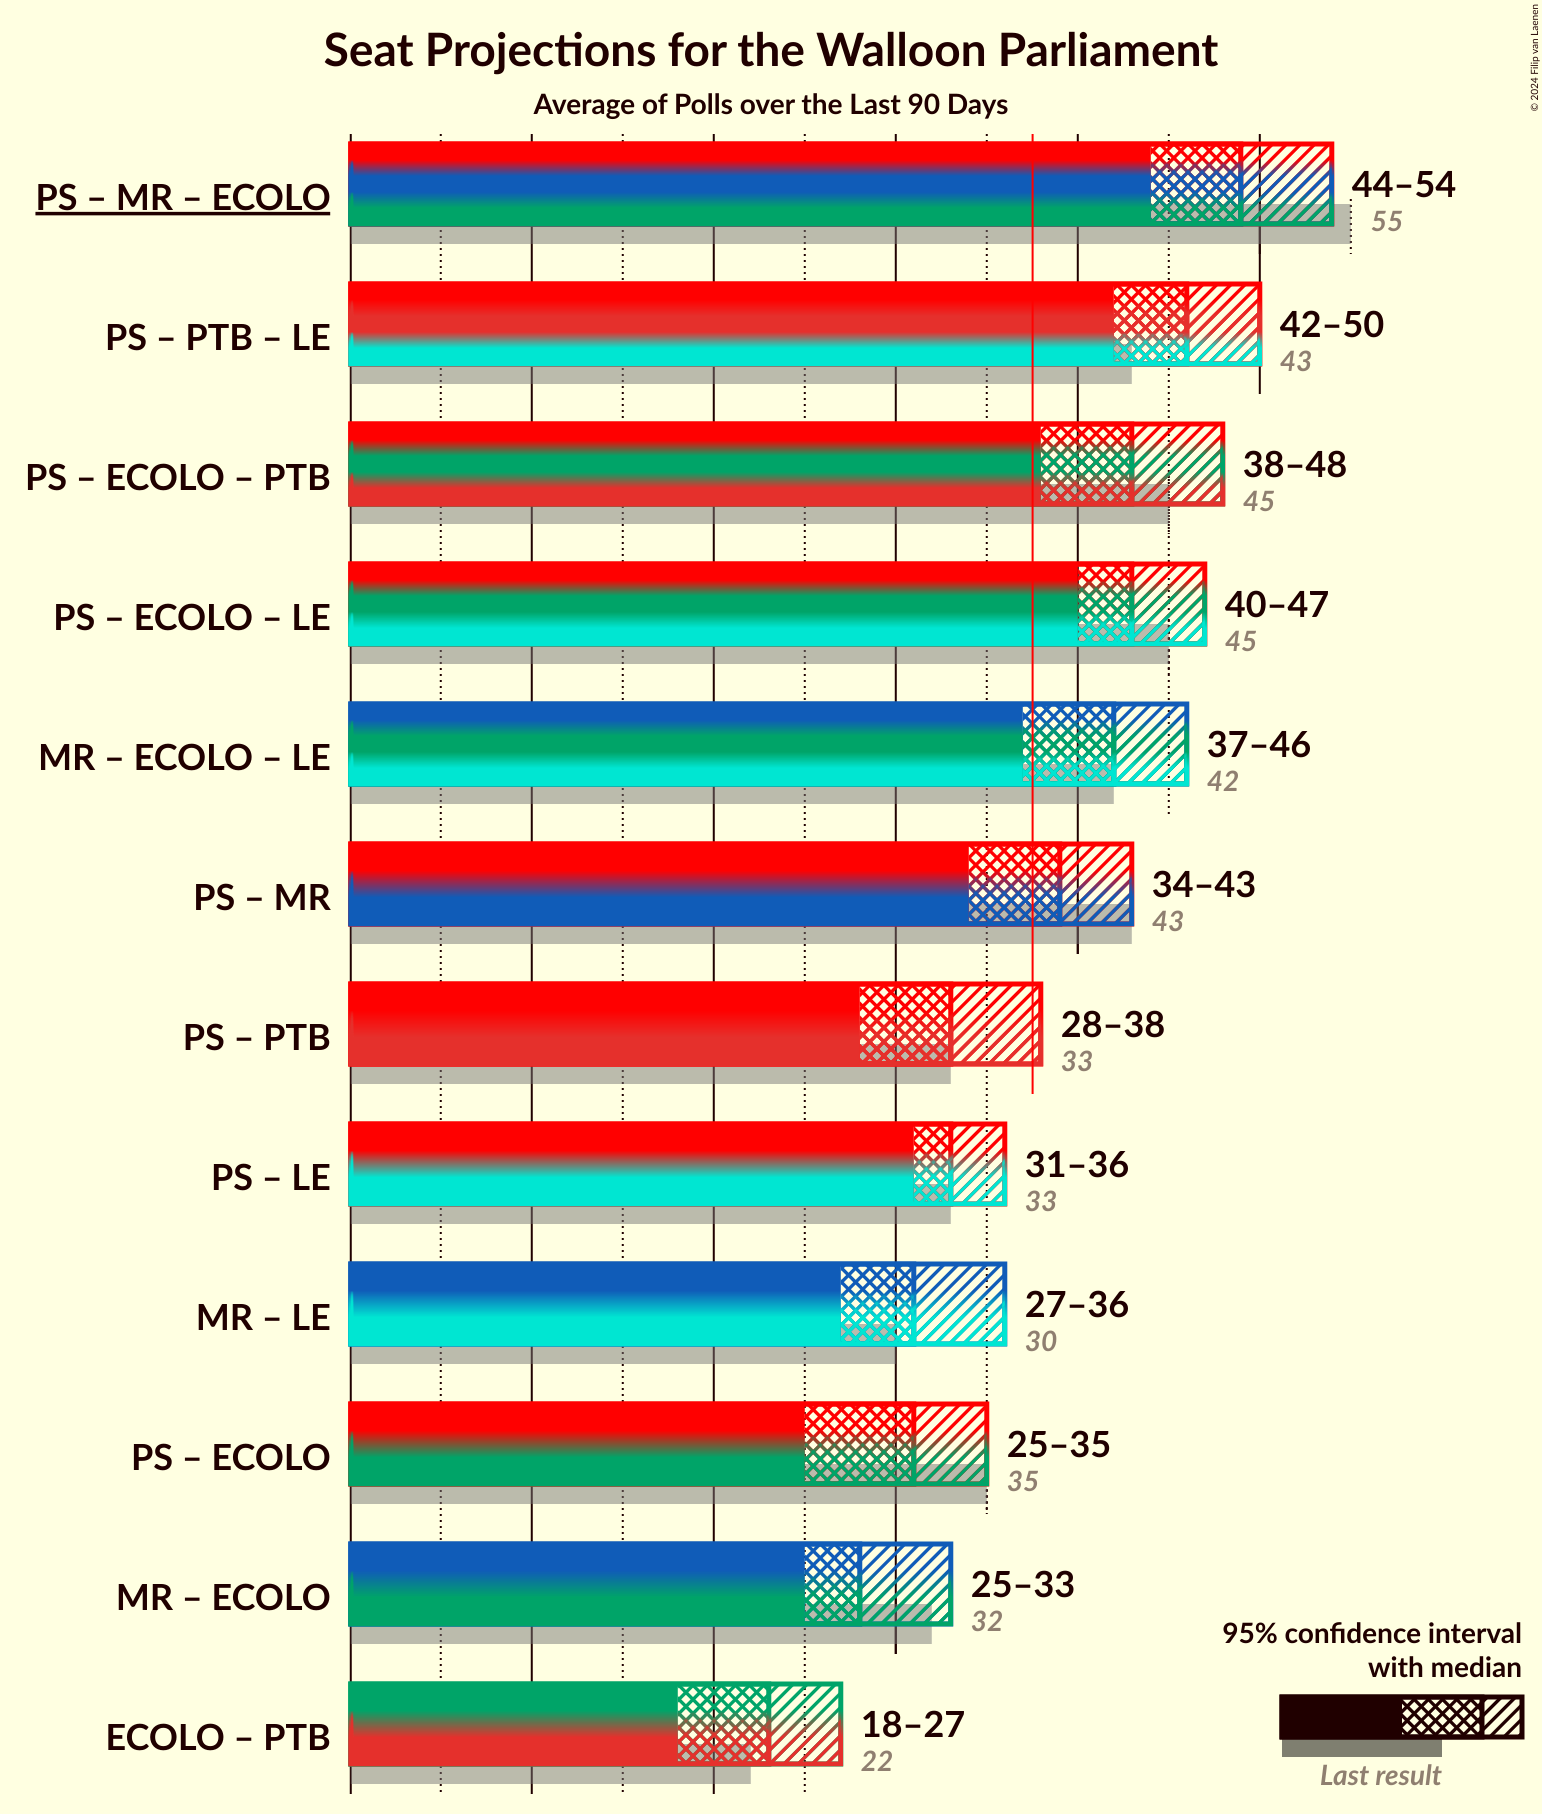 Seat Projections for the Walloon Parliament
Average of Polls over the Last 90 Days
© 2024 Filip van Laenen
PS – MR – ECOLO
44–54
55
PS – PTB – LE
42–50
43
PS – ECOLO – PTB
38–48
45
PS – ECOLO – LE
40–47
45
MR – ECOLO – LE
37–46
42
PS – MR
34–43
43
PS – PTB
28–38
33
PS – LE
31–36
33
MR – LE
27–36
30
PS – ECOLO
25–35
35
MR – ECOLO
25–33
32
ECOLO – PTB
18–27
22
95% confidence interval
with median
Last result